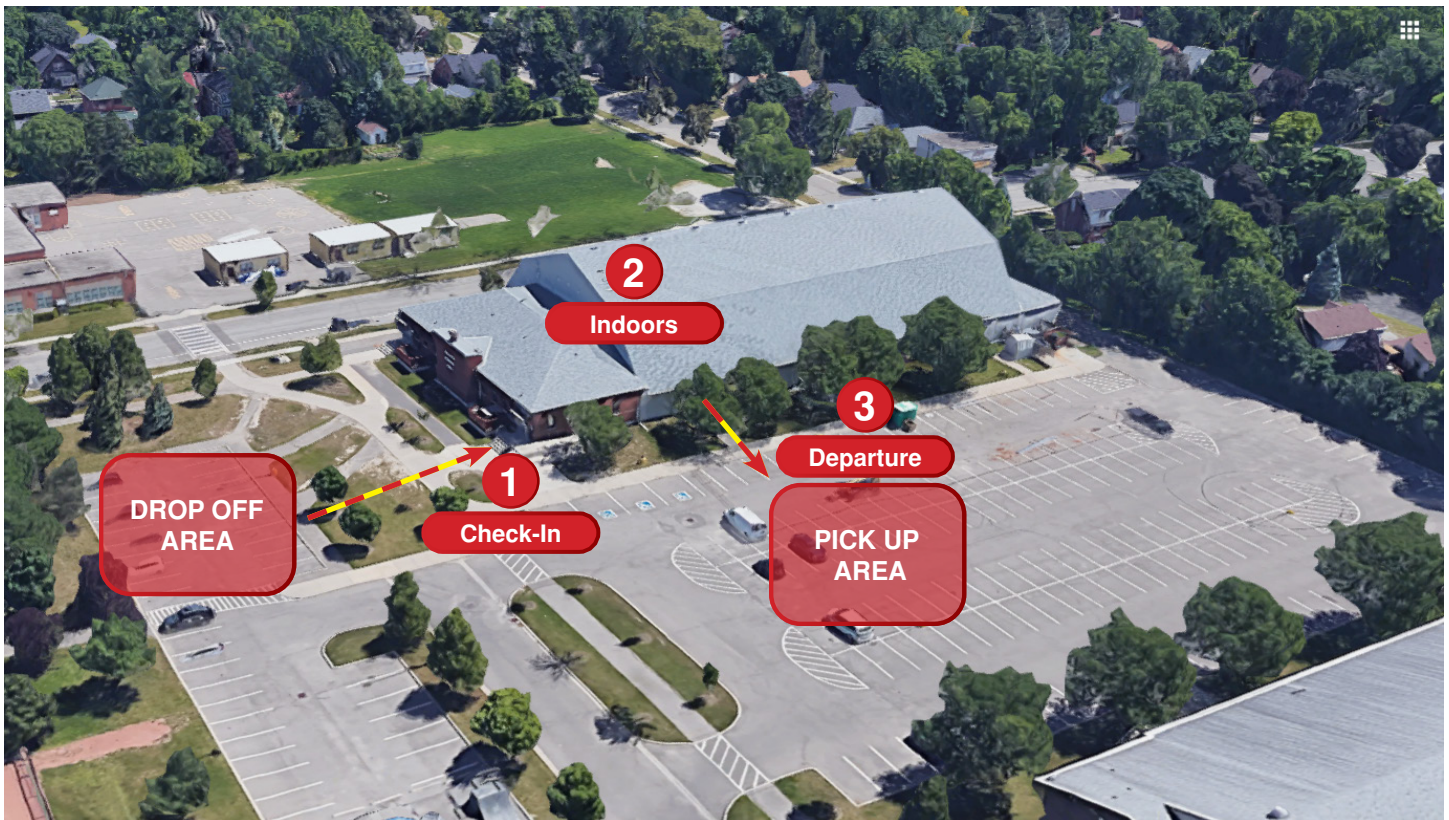 2
Indoors
3
Departure
1
Check-In
DROP OFF
AREA
PICK UP
AREA